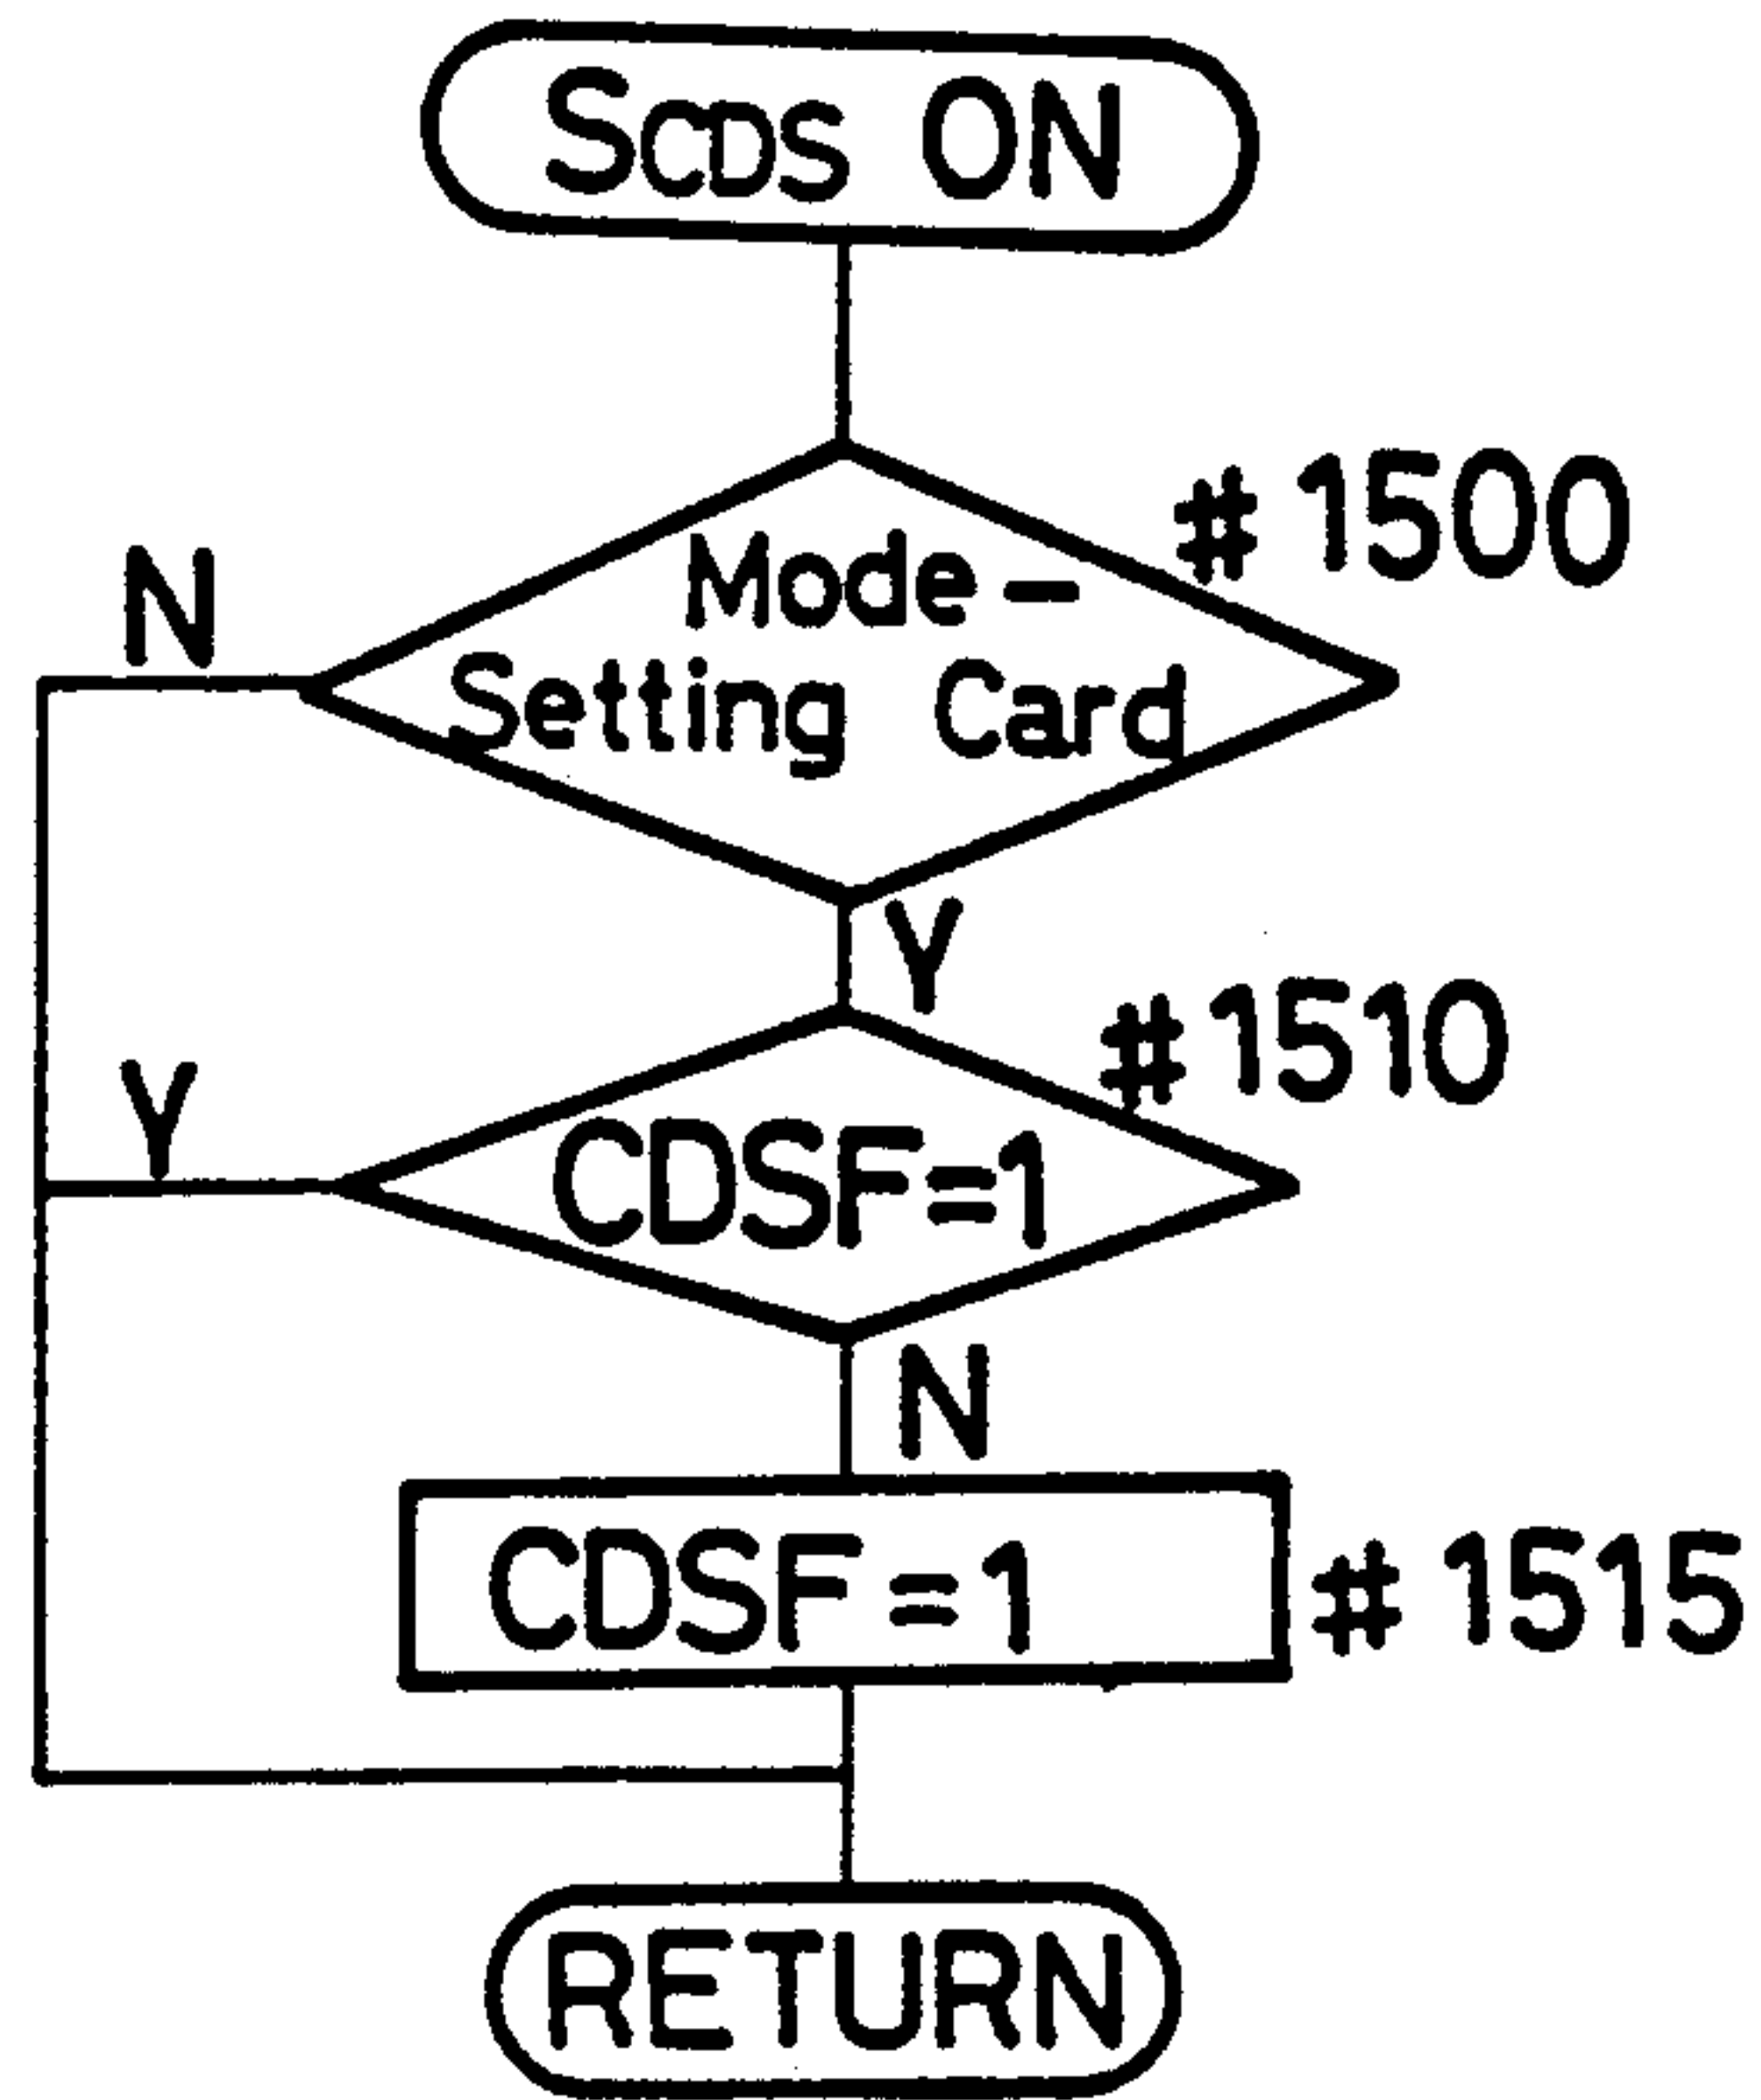 SCDS ON
#1500
N
Mode-
Setting Card
Y
#1510
Y
CDSF=1
N
CDSF=1
#1515
RETURN